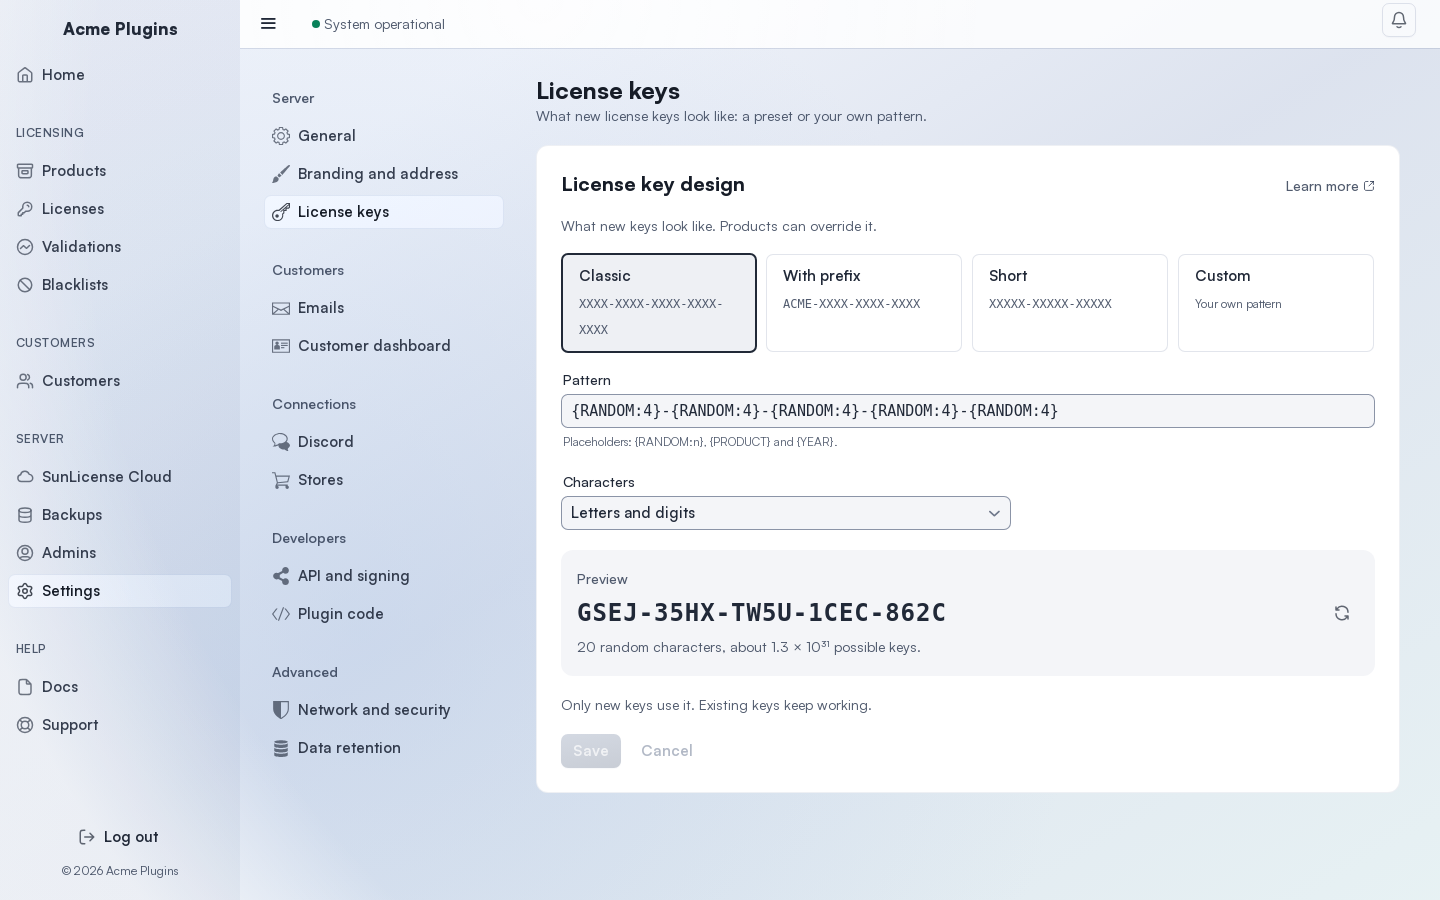 Acme Plugins
System operational
Home
LICENSING
Products
Licenses
Validations
Blacklists
CUSTOMERS
Customers
SERVER
SunLicense Cloud
Backups
Admins
Settings
HELP
Docs
Support
Log out
© 2026 Acme Plugins
Server
General
Branding and address
License keys
Customers
Emails
Customer dashboard
Connections
Discord
Stores
Developers
API and signing
Plugin code
Advanced
Network and security
Data retention
License keys
What new license keys look like: a preset or your own pattern.
License key design
Learn more
What new keys look like. Products can override it.
Classic
XXXX-XXXX-XXXX-XXXX-
XXXX
With prefix
ACME-XXXX-XXXX-XXXX
Short
XXXXX-XXXXX-XXXXX
Custom
Your own pattern
Pattern
{RANDOM:4}-{RANDOM:4}-{RANDOM:4}-{RANDOM:4}-{RANDOM:4}
Placeholders: {RANDOM:n}, {PRODUCT} and {YEAR}.
Characters
Letters and digits
Preview
GSEJ-35HX-TW5U-1CEC-862C
20 random characters, about 1.3 × 10³¹ possible keys.
Only new keys use it. Existing keys keep working.
Save
Cancel